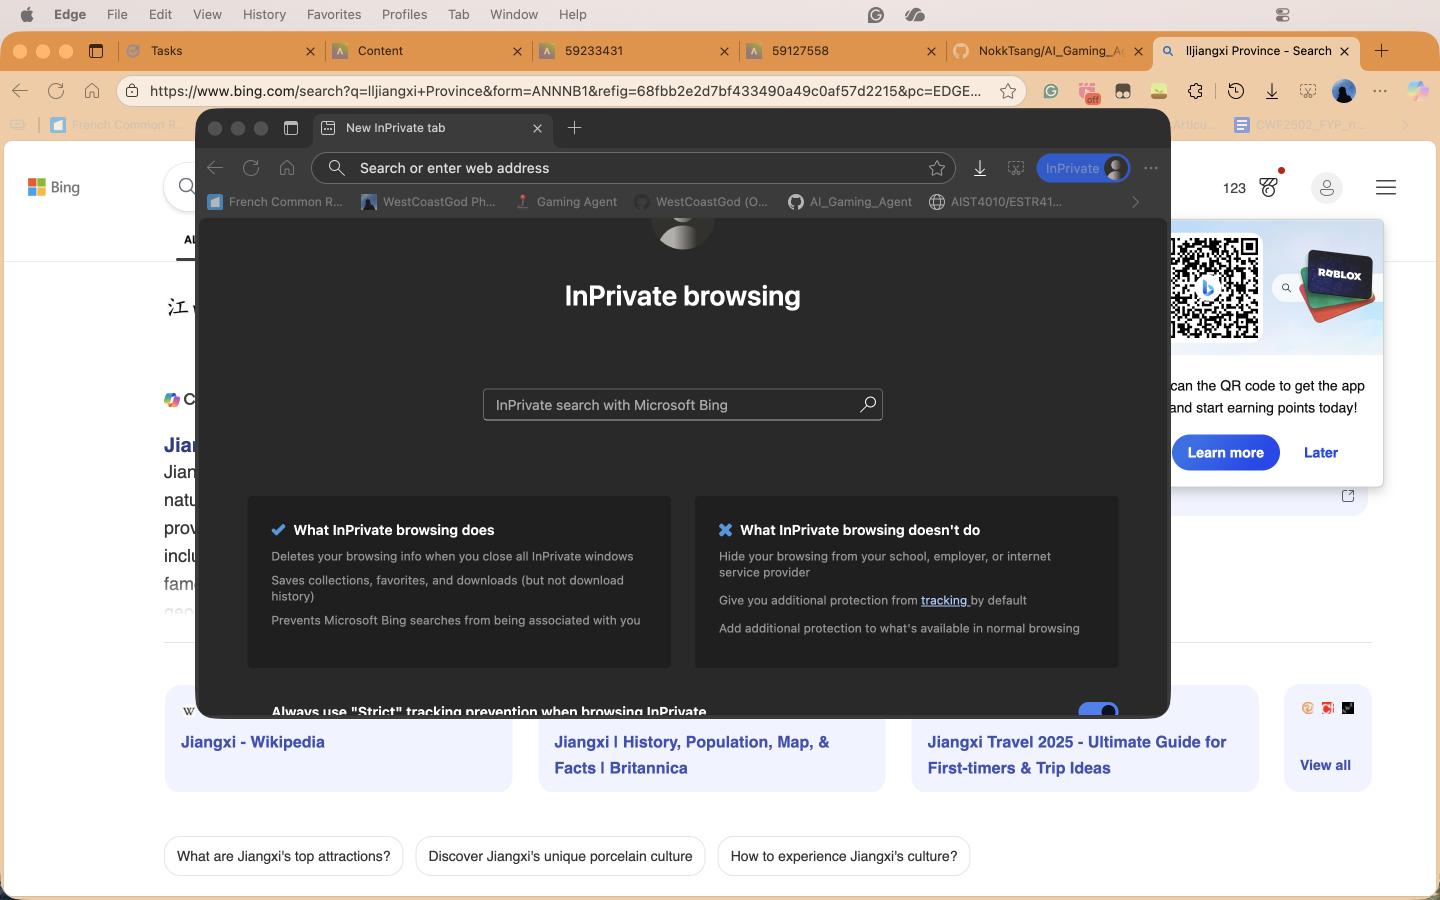 Edge File Edit View History Favorites Profiles Tab Window Help
Tasks Content 59233431 59127558 NokkTsang/AI_Gaming_A lljiangxi Province - Search
https://www.bing.com/search?q=lljiangxi+Province&form=ANNNB1&refig=68fbb2e2d7bf433490a49c0af57d2215&pc=EDGE... off
French Common R... Articu... CWF2502_FYP_n...
New InPrivate tab
Search or enter web address InPrivate
French Common R... WestCoastGod Ph... Gaming Agent WestCoastGod (O... AI_Gaming_Agent AIST4010/ESTR41...
Bing
123
InPrivate browsing
InPrivate search with Microsoft Bing
What InPrivate browsing does
Deletes your browsing info when you close all InPrivate windows
Saves collections, favorites, and downloads (but not download
history)
Prevents Microsoft Bing searches from being associated with you
What InPrivate browsing doesn't do
Hide your browsing from your school, employer, or internet
service provider
Give you additional protection from tracking by default
Add additional protection to what's available in normal browsing
Always use "Strict" tracking prevention when browsing InPrivate
江
Jian
Jian
natu
prov
inclu
fame
ROBLOX
can the QR code to get the app
and start earning points today!
Learn more Later
W
Jiangxi - Wikipedia
Jiangxi | History, Population, Map, &
Facts | Britannica
Jiangxi Travel 2025 - Ultimate Guide for
First-timers & Trip Ideas
View all
What are Jiangxi's top attractions? Discover Jiangxi's unique porcelain culture How to experience Jiangxi's culture?